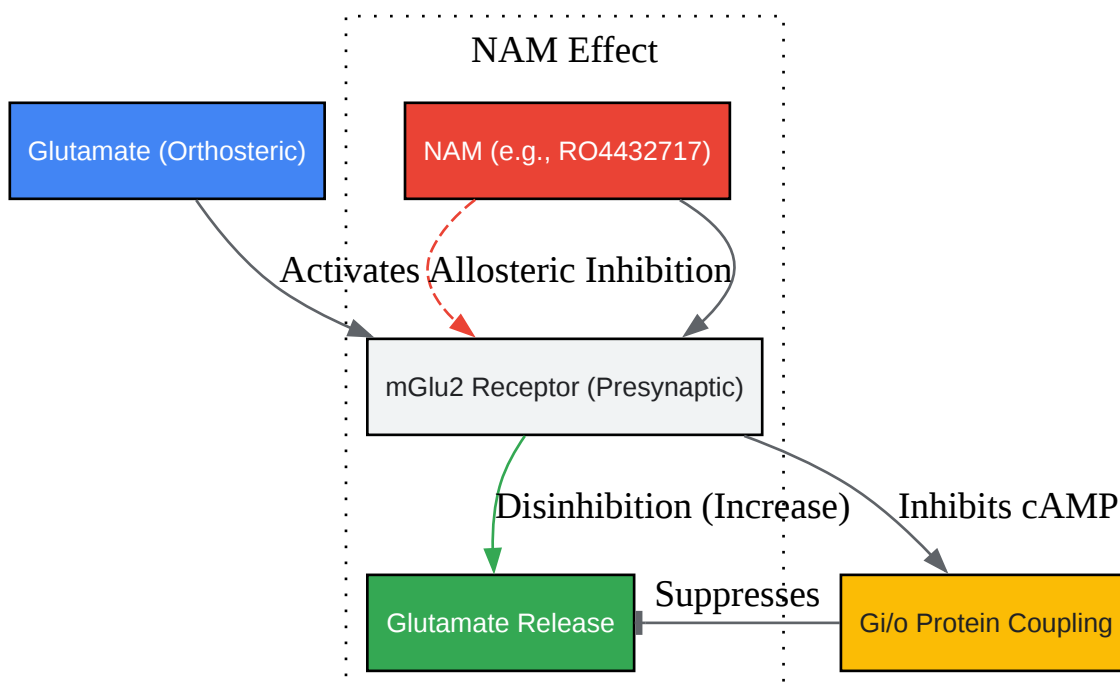 NAM Effect
Glutamate (Orthosteric)
NAM (e.g., RO4432717)
Activates
Allosteric Inhibition
mGlu2 Receptor (Presynaptic)
Disinhibition (Increase)
Inhibits cAMP
Suppresses
Glutamate Release
Gi/o Protein Coupling